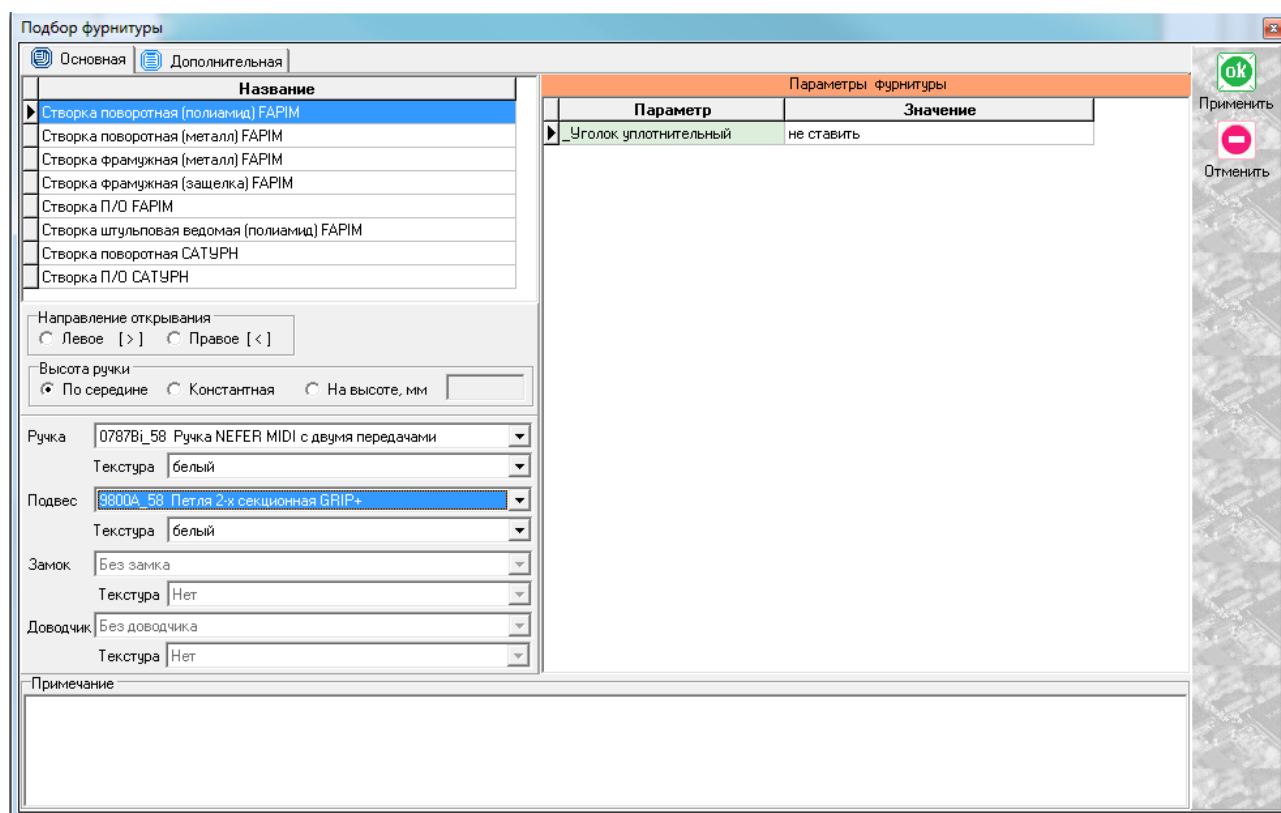 Подбор фурнитуры
Основная
Дополнительная
Название
Створка поворотная (полиамид) FAPIM
Створка поворотная (металл) FAPIM
Створка фрамужная (металл) FAPIM
Створка фрамужная (защелка) FAPIM
Створка П/О FAPIM
Створка штульповая ведомая (полиамид) FAPIM
Створка поворотная САТУРН
Створка П/О САТУРН
Направление открывания
Левое [>] Правое [<]
Высота ручки
По середине Константная На высоте, мм
Ручка 0787Bi_58 Ручка NEFER MIDI с двумя передачами
Текстура белый
Подвес 9800A_58 Петля 2-х секционная GRIP+
Текстура белый
Замок Без замка
Текстура Нет
Доводчик Без доводчика
Текстура Нет
Параметры фурнитуры
Параметр Значение
_Уголок уплотнительный не ставить
ok
Применить
Отменить
Примечание